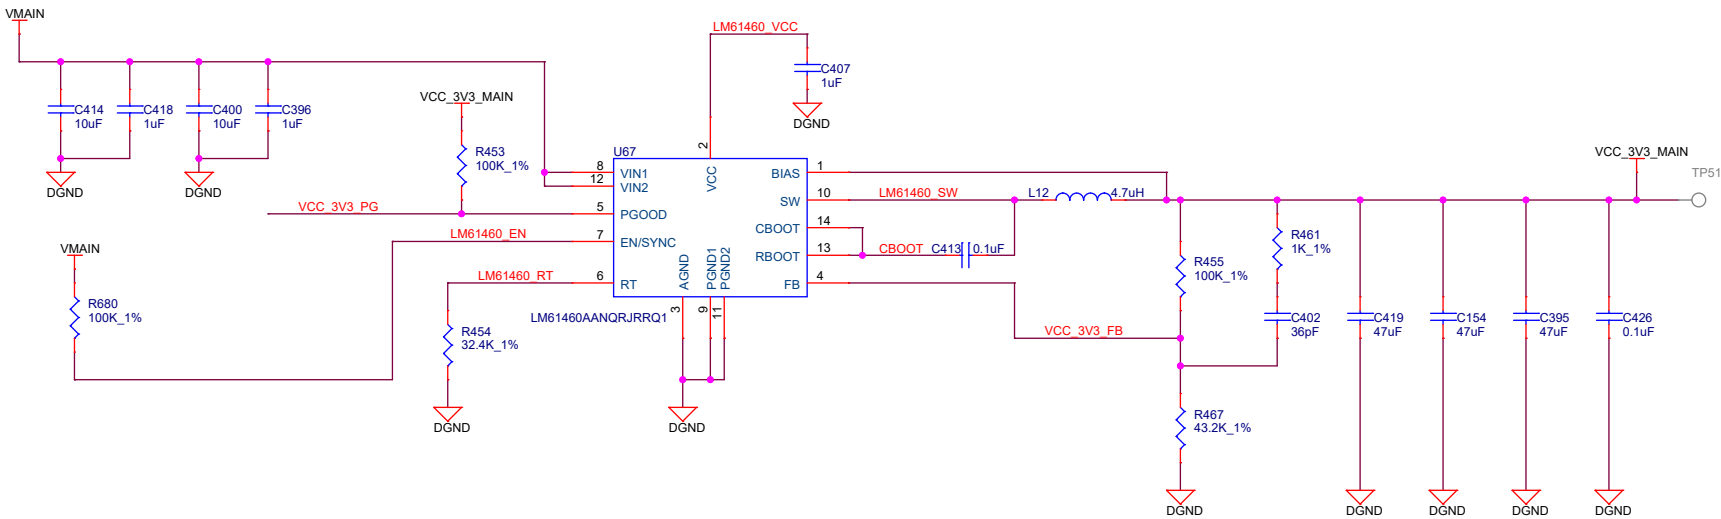 VMAIN
LM61460_VCC
C407
1uF
DGND
C414
10uF
C418
1uF
C400
10uF
C396
1uF
DGND
DGND
VCC_3V3_MAIN
R453
100K_1%
VCC_3V3_PG
LM61460_EN
LM61460_RT
VMAIN
R680
100K_1%
R454
32.4K_1%
DGND
U67
2
VCC
8
VIN1
12
VIN2
5
PGOOD
7
EN/SYNC
6
RT
AGND
PGND1
PGND2
3
9
11
LM61460AANQRJRRQ1
DGND
BIAS
1
SW
10
CBOOT
14
RBOOT
13
FB
4
LM61460_SW
L12
4.7uH
CBOOT
C413
0.1uF
VCC_3V3_FB
R455
100K_1%
R461
1K_1%
C402
36pF
R467
43.2K_1%
DGND
C419
47uF
DGND
C154
47uF
DGND
C395
47uF
DGND
C426
0.1uF
DGND
VCC_3V3_MAIN
TP51